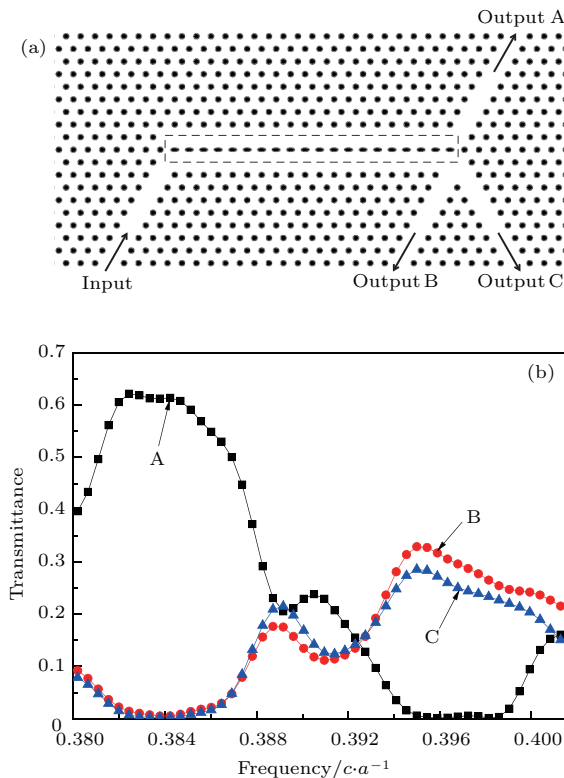 Output A
(a)
Input
Output B
Output C
0.7
(b)
0.6
A
0.5
0.4
B
0.3
C
0.2
0.1
0
Transmittance
0.380
0.384
0.388
0.392
0.396
0.400
Frequency/c·a⁻¹